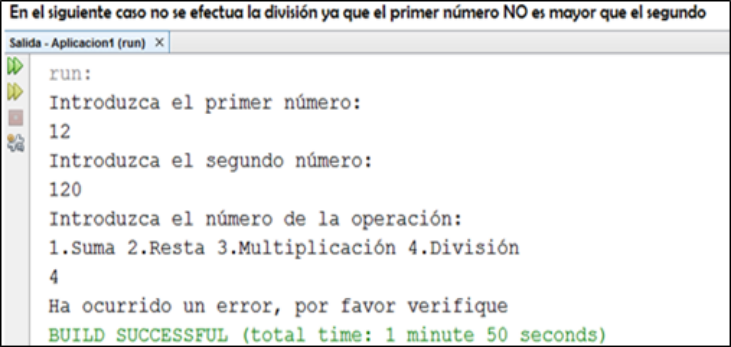 En el siguiente caso no se efectua la división ya que el primer número NO es mayor que el segundo
Salida - Aplicacion1 (run) ×
run:
Introduzca el primer número:
12
Introduzca el segundo número:
120
Introduzca el número de la operación:
1.Suma 2.Resta 3.Multiplicación 4.División
4
Ha ocurrido un error, por favor verifique
BUILD SUCCESSFUL (total time: 1 minute 50 seconds)